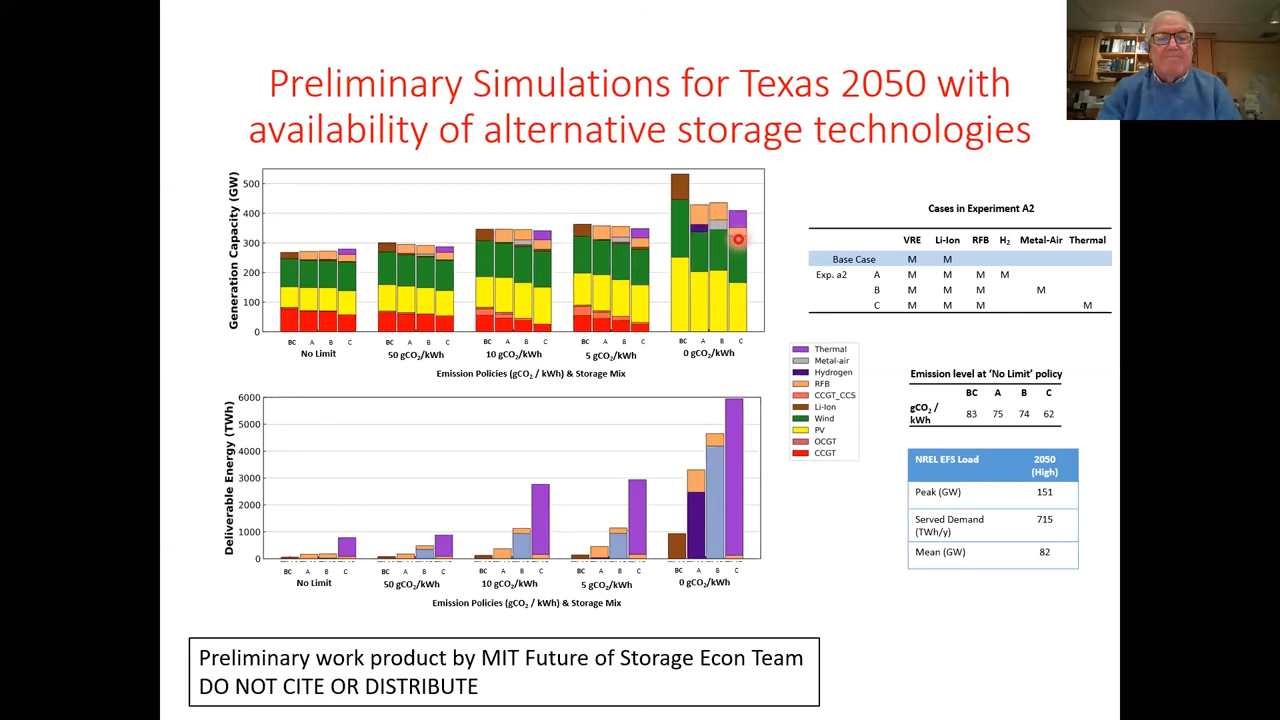 Preliminary Simulations for Texas 2050 with
availability of alternative storage technologies
Generation Capacity (GW)
500
400
300
200
100
0
BC A B C BC A B C BC A B C BC A B C BC A B C
No Limit 50 gCO₂/kWh 10 gCO₂/kWh 5 gCO₂/kWh 0 gCO₂/kWh
Emission Policies (gCO₂ / kWh) & Storage Mix
Deliverable Energy (TWh)
6000
5000
4000
3000
2000
1000
0
BC A B C BC A B C BC A B C BC A B C BC A B C
No Limit 50 gCO₂/kWh 10 gCO₂/kWh 5 gCO₂/kWh 0 gCO₂/kWh
Emission Policies (gCO₂ / kWh) & Storage Mix
Thermal
Metal-air
Hydrogen
RFB
CCGT_CCS
Li-Ion
Wind
PV
OCGT
CCGT
Cases in Experiment A2
VRE Li-Ion RFB H₂ Metal-Air Thermal
Base Case M M
Exp. a2 A M M M M
B M M M M
C M M M M
Emission level at 'No Limit' policy
BC A B C
gCO₂ /
kWh 83 75 74 62
NREL EFS Load 2050
(High)
Peak (GW) 151
Served Demand 715
(TWh/y)
Mean (GW) 82
Preliminary work product by MIT Future of Storage Econ Team
DO NOT CITE OR DISTRIBUTE